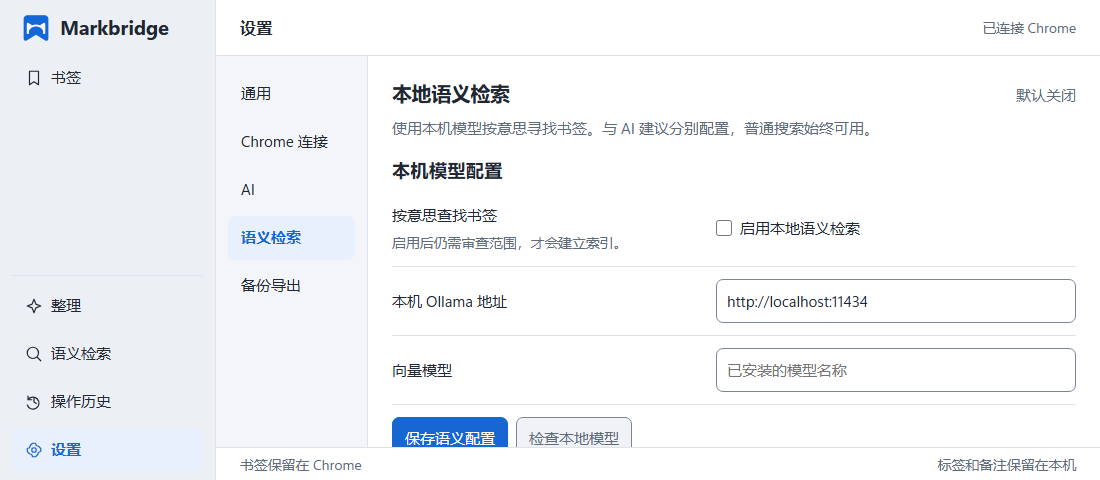 Markbridge
书签
整理
语义检索
操作历史
设置
设置
已连接 Chrome
通用
Chrome 连接
AI
语义检索
备份导出
本地语义检索
默认关闭
使用本机模型按意思寻找书签。与 AI 建议分别配置，普通搜索始终可用。
本机模型配置
按意思查找书签
启用后仍需审查范围，才会建立索引。
启用本地语义检索
本机 Ollama 地址
http://localhost:11434
向量模型
已安装的模型名称
保存语义配置
检查本地模型
书签保留在 Chrome
标签和备注保留在本机